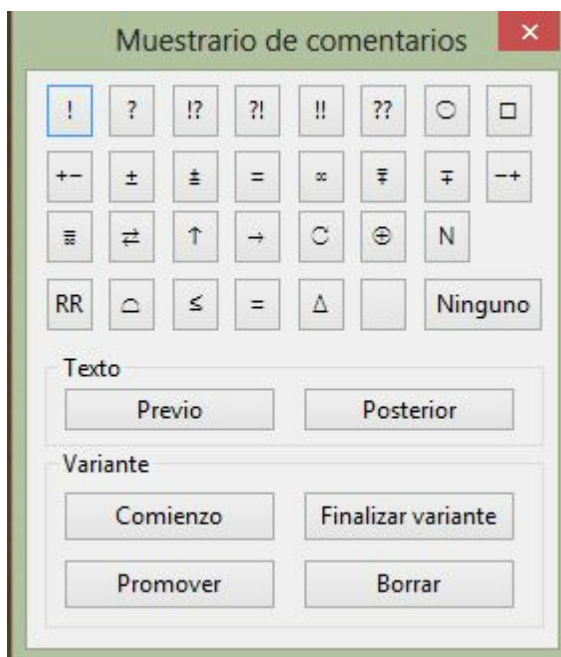 Muestrario de comentarios ×
! ? !? ?! !! ?? ○ □
+− ± ⩲ = ∞ ⩱ ∓ −+
⇄ ↑ → ⊕ N
RR ⌓ ≤ = Δ Ninguno
Texto
Previo Posterior
Variante
Comienzo Finalizar variante
Promover Borrar